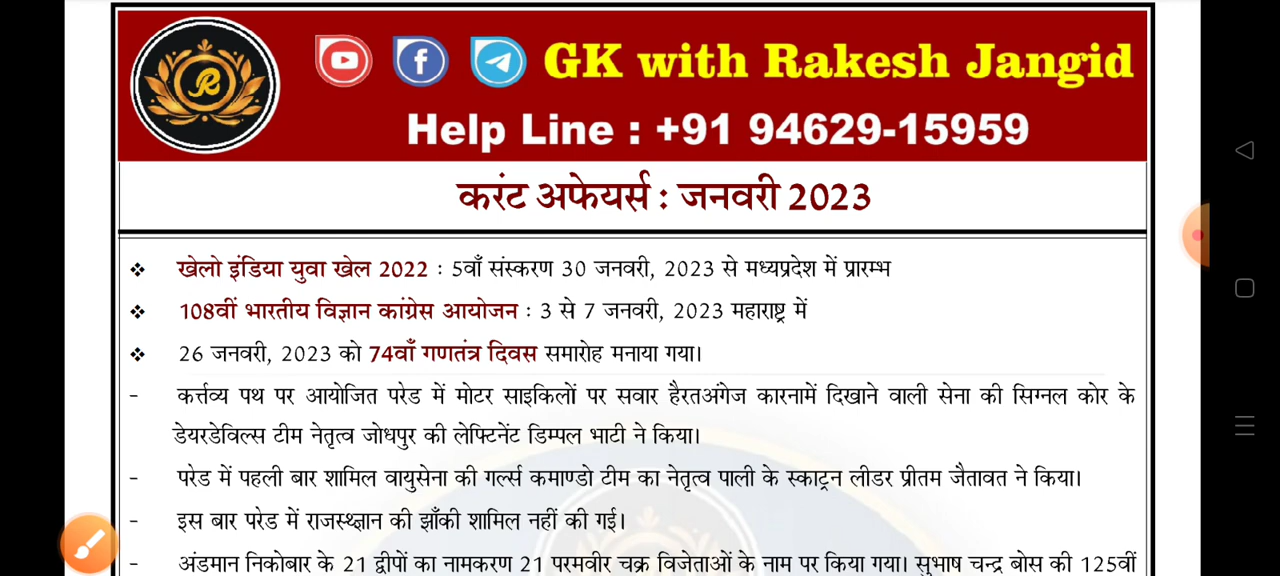 GK with Rakesh Jangid
Help Line : +91 94629-15959
करंट अफेयर्स : जनवरी 2023
❖ खेलो इंडिया युवा खेल 2022 : 5वाँ संस्करण 30 जनवरी, 2023 से मध्यप्रदेश में प्रारम्भ
❖ 108वीं भारतीय विज्ञान कांग्रेस आयोजन : 3 से 7 जनवरी, 2023 महाराष्ट्र में
❖ 26 जनवरी, 2023 को 74वाँ गणतंत्र दिवस समारोह मनाया गया।
- कर्त्तव्य पथ पर आयोजित परेड में मोटर साइकिलों पर सवार हैरतअंगेज कारनामें दिखाने वाली सेना की सिग्नल कोर के
डेयरडेविल्स टीम नेतृत्व जोधपुर की लेफ्टिनेंट डिम्पल भाटी ने किया।
- परेड में पहली बार शामिल वायुसेना की गर्ल्स कमाण्डो टीम का नेतृत्व पाली के स्काट्रन लीडर प्रीतम जैतावत ने किया।
- इस बार परेड में राजस्थ्ज्ञान की झाँकी शामिल नहीं की गई।
- अंडमान निकोबार के 21 द्वीपों का नामकरण 21 परमवीर चक्र विजेताओं के नाम पर किया गया। सुभाष चन्द्र बोस की 125वीं